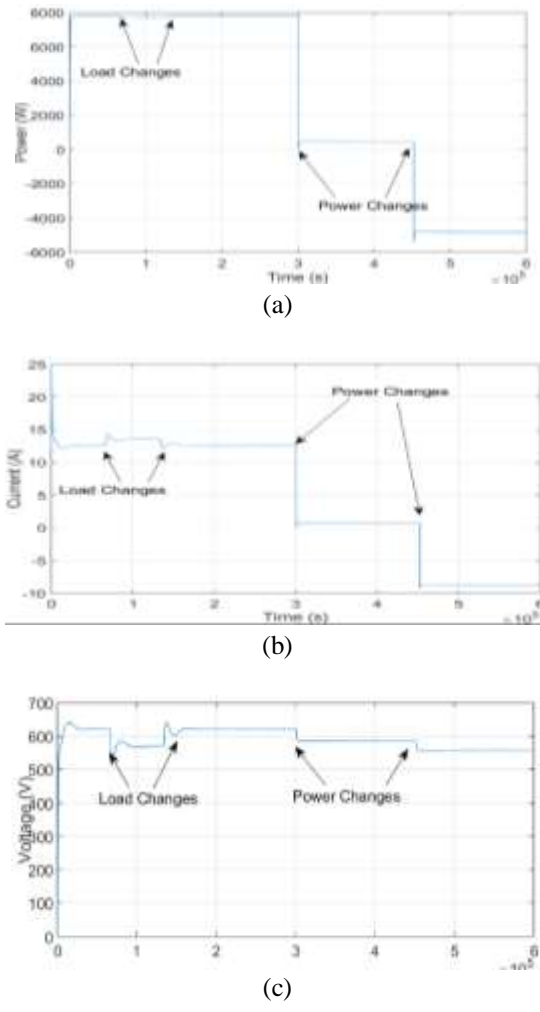 6000
4000
2000
0
-2000
-4000
-6000
Power (W)
Load Changes
Power Changes
0 1 2 3 4 5 6
Time (s)
(a)
25
20
15
10
5
0
-5
-10
Current (A)
Power Changes
Load Changes
0 1 2 3 4 5 6
Time (s)
(b)
700
600
500
400
300
200
100
0
Voltage (V)
Load Changes
Power Changes
0 1 2 3 4 5 6
(c)